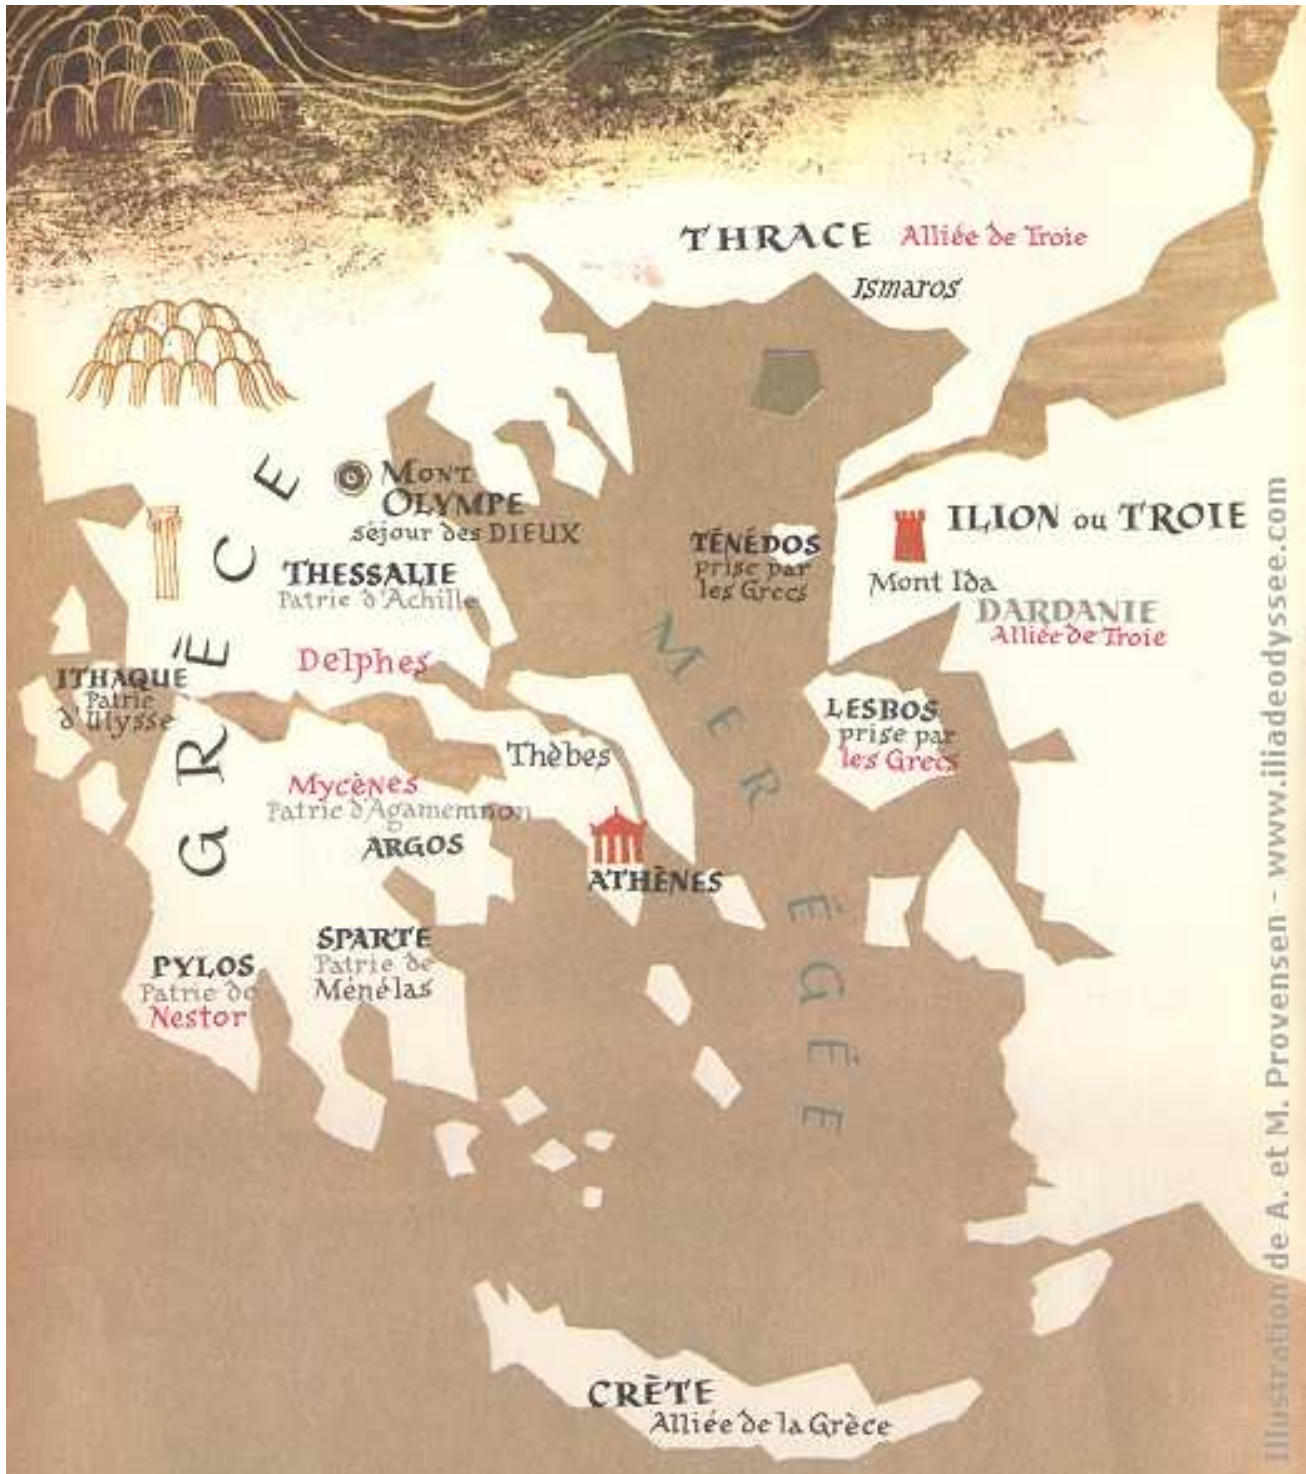 THRACE Alliée de Troie
Ismaros
GRÈCE
MONT
OLYMPE
séjour des DIEUX
ILION ou TROIE
TÉNÉDOS
prise par
les Grecs
Mont Ida
THESSALIE
Patrie d'Achille
DARDANIE
Alliée de Troie
MER ÉGÉE
Delphes
ITHAQUE
Patrie
d'Ulysse
LESBOS
prise par
les Grecs
Thèbes
Mycènes
Patrie d'Agamemnon
ARGOS
ATHÈNES
SPARTE
Patrie de
Ménélas
PYLOS
Patrie de
Nestor
CRÈTE
Alliée de la Grèce
Illustration de A. et M. Provensen - www.iliadeodyssee.com